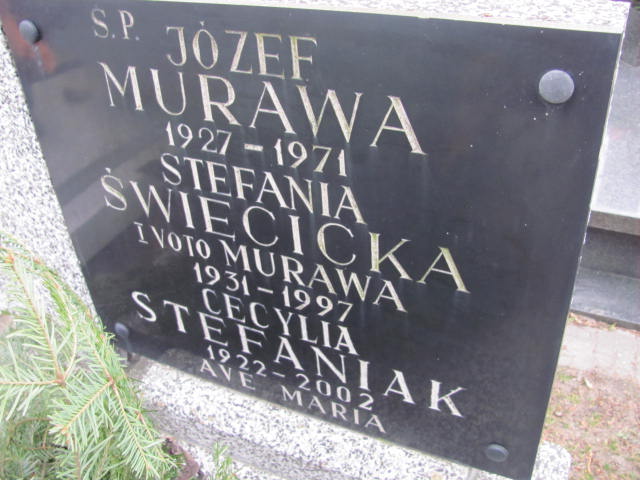 Ś.P. JÓZEF
MURAWA
1927-1971
STEFANIA
ŚWIECICKA
I VOTO MURAWA
1931-1997
CECYLIA
STEFANIAK
1922-2002
AVE MARIA